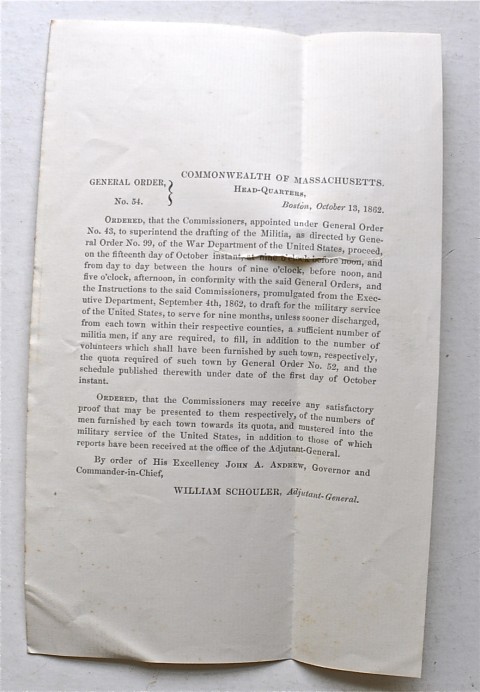 COMMONWEALTH OF MASSACHUSETTS.
GENERAL ORDER,
HEAD-QUARTERS,
No. 54.
Boston, October 13, 1862.
ORDERED, that the Commissioners, appointed under General Order
No. 43, to superintend the drafting of the Militia, as directed by Gene-
ral Order No. 99, of the War Department of the United States, proceed,
on the fifteenth day of October instant, at nine o'clock before noon, and
from day to day between the hours of nine o'clock, before noon, and
five o'clock, afternoon, in conformity with the said General Orders, and
the Instructions to the said Commissioners, promulgated from the Exec-
utive Department, September 4th, 1862, to draft for the military service
of the United States, to serve for nine months, unless sooner discharged,
from each town within their respective counties, a sufficient number of
militia men, if any are required, to fill, in addition to the number of
volunteers which shall have been furnished by such town, respectively,
the quota required of such town by General Order No. 52, and the
schedule published therewith under date of the first day of October
instant.
ORDERED, that the Commissioners may receive any satisfactory
proof that may be presented to them respectively, of the numbers of
men furnished by each town towards its quota, and mustered into the
military service of the United States, in addition to those of which
reports have been received at the office of the Adjutant-General.
By order of His Excellency JOHN A. ANDREW, Governor and
Commander-in-Chief,
WILLIAM SCHOULER, Adjutant-General.